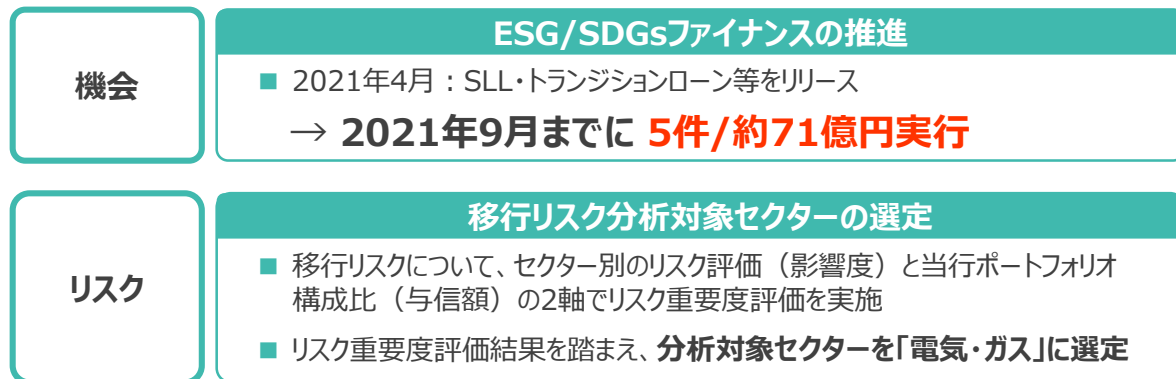 機会
ESG/SDGsファイナンスの推進
■ 2021年4月：SLL・トランジションローン等をリリース
→ 2021年9月までに 5件/約71億円実行
リスク
移行リスク分析対象セクターの選定
■ 移行リスクについて、セクター別のリスク評価（影響度）と当行ポートフォリオ
構成比（与信額）の2軸でリスク重要度評価を実施
■ リスク重要度評価結果を踏まえ、分析対象セクターを「電気・ガス」に選定